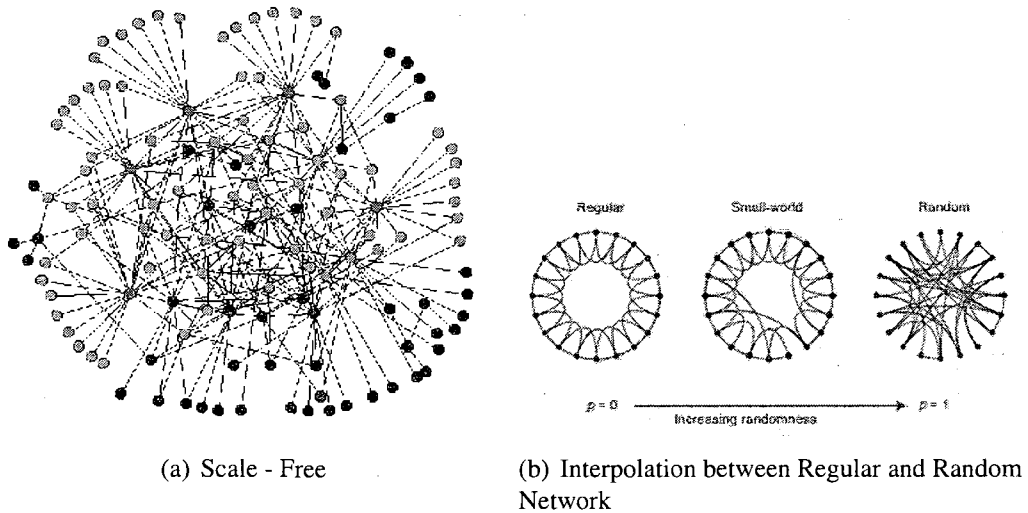 Regular Small-world Random
p = 0 p = 1
Increasing randomness
(a) Scale - Free
(b) Interpolation between Regular and Random
Network